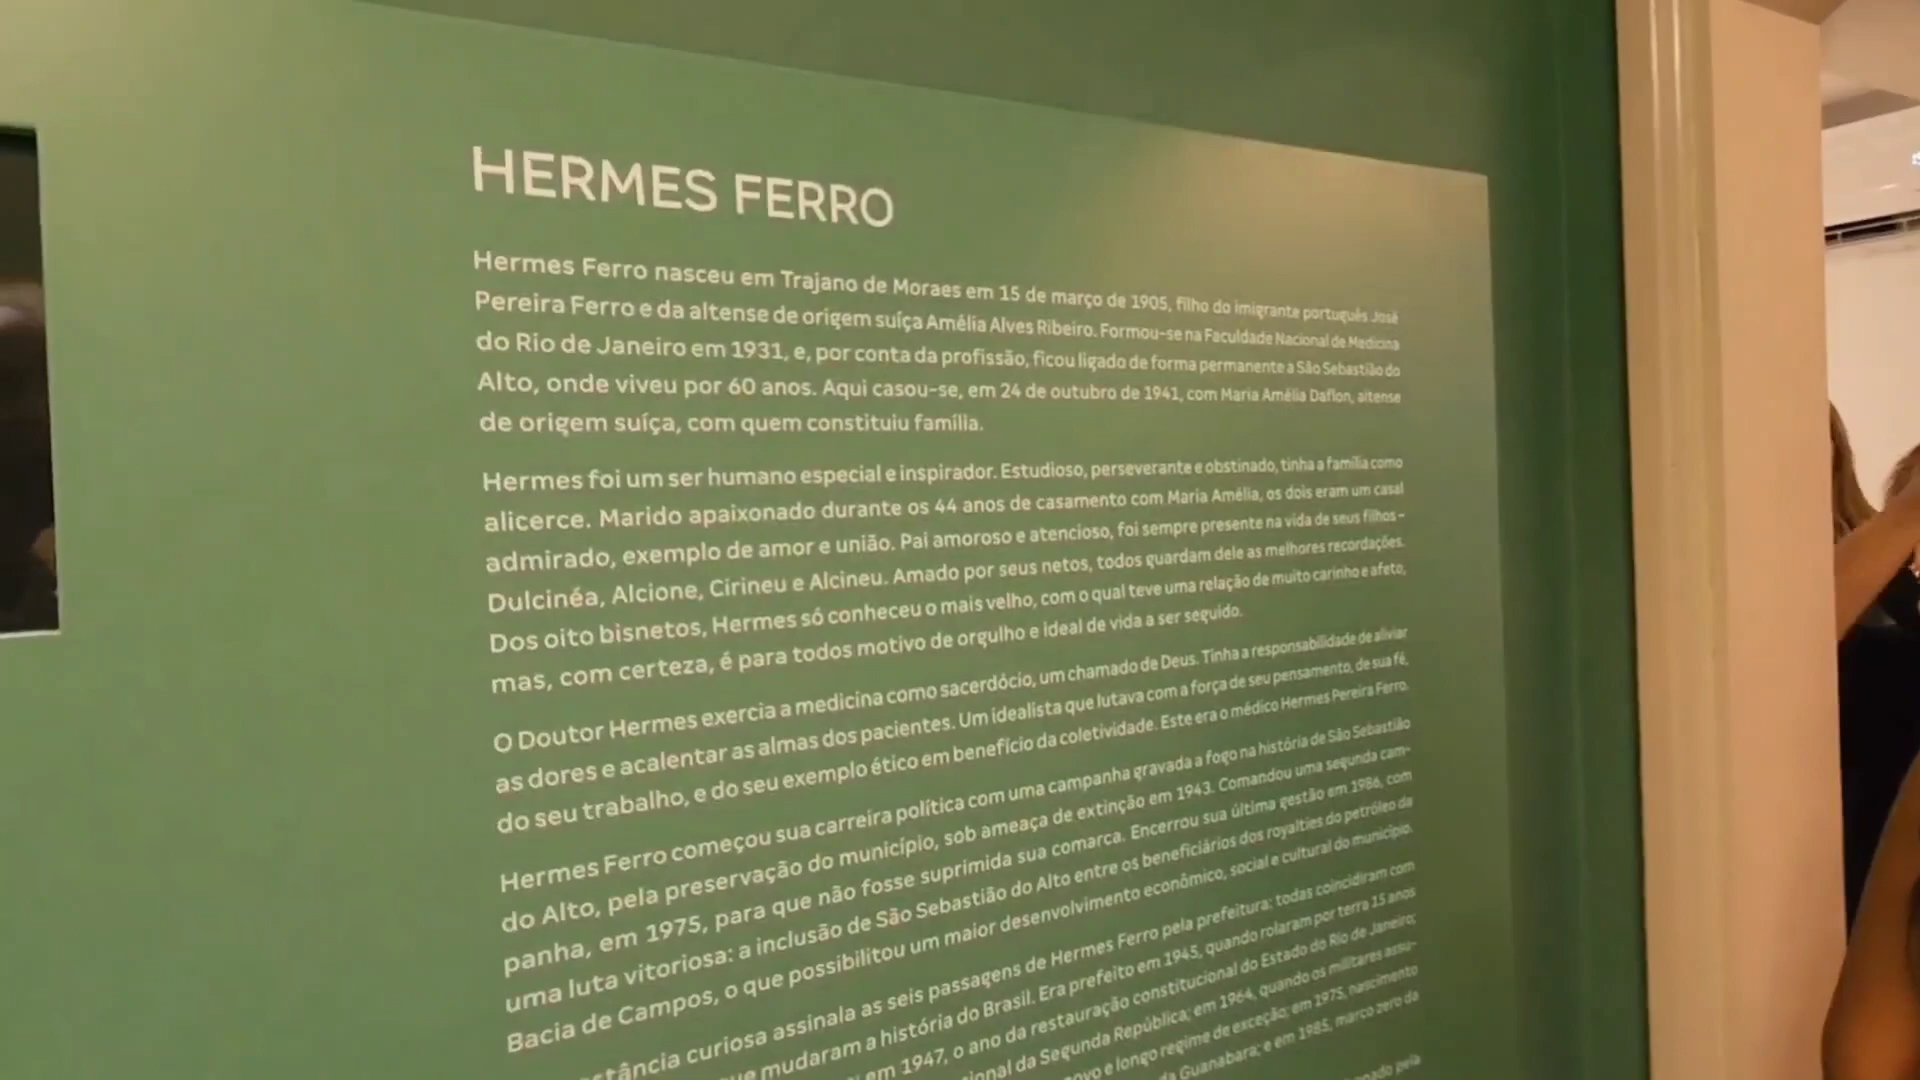 HERMES FERRO
Hermes Ferro nasceu em Trajano de Moraes em 15 de março de 1905, filho do imigrante português José
Pereira Ferro e da altense de origem suíça Amélia Alves Ribeiro. Formou-se na Faculdade Nacional de Medicina
do Rio de Janeiro em 1931, e, por conta da profissão, ficou ligado de forma permanente a São Sebastião do
Alto, onde viveu por 60 anos. Aqui casou-se, em 24 de outubro de 1941, com Maria Amélia Daflon, altense
de origem suíça, com quem constituiu família.
Hermes foi um ser humano especial e inspirador. Estudioso, perseverante e obstinado, tinha a família como
alicerce. Marido apaixonado durante os 44 anos de casamento com Maria Amélia, os dois eram um casal
admirado, exemplo de amor e união. Pai amoroso e atencioso, foi sempre presente na vida de seus filhos –
Dulcinéa, Alcione, Cirineu e Alcineu. Amado por seus netos, todos guardam dele as melhores recordações.
Dos oito bisnetos, Hermes só conheceu o mais velho, com o qual teve uma relação de muito carinho e afeto,
mas, com certeza, é para todos motivo de orgulho e ideal de vida a ser seguido.
O Doutor Hermes exercia a medicina como sacerdócio, um chamado de Deus. Tinha a responsabilidade de aliviar
as dores e acalentar as almas dos pacientes. Um idealista que lutava com a força de seu pensamento, de sua fé,
do seu trabalho, e do seu exemplo ético em benefício da coletividade. Este era o médico Hermes Pereira Ferro.
Hermes Ferro começou sua carreira política com uma campanha gravada a fogo na história de São Sebastião
do Alto, pela preservação do município, sob ameaça de extinção em 1943. Comandou uma segunda cam-
panha, em 1975, para que não fosse suprimida sua comarca. Encerrou sua última gestão em 1986, com
uma luta vitoriosa: a inclusão de São Sebastião do Alto entre os beneficiários dos royalties do petróleo da
Bacia de Campos, o que possibilitou um maior desenvolvimento econômico, social e cultural do município.
stância curiosa assinala as seis passagens de Hermes Ferro pela prefeitura: todas coincidiram com
ue mudaram a história do Brasil. Era prefeito em 1945, quando rolaram por terra 15 anos
em 1947, o ano da restauração constitucional do Estado do Rio de Janeiro;
ional da Segunda República; em 1964, quando os militares assu-
ovo e longo regime de exceção; em 1975, nascimento
da Guanabara; e em 1985, marco zero da
pela